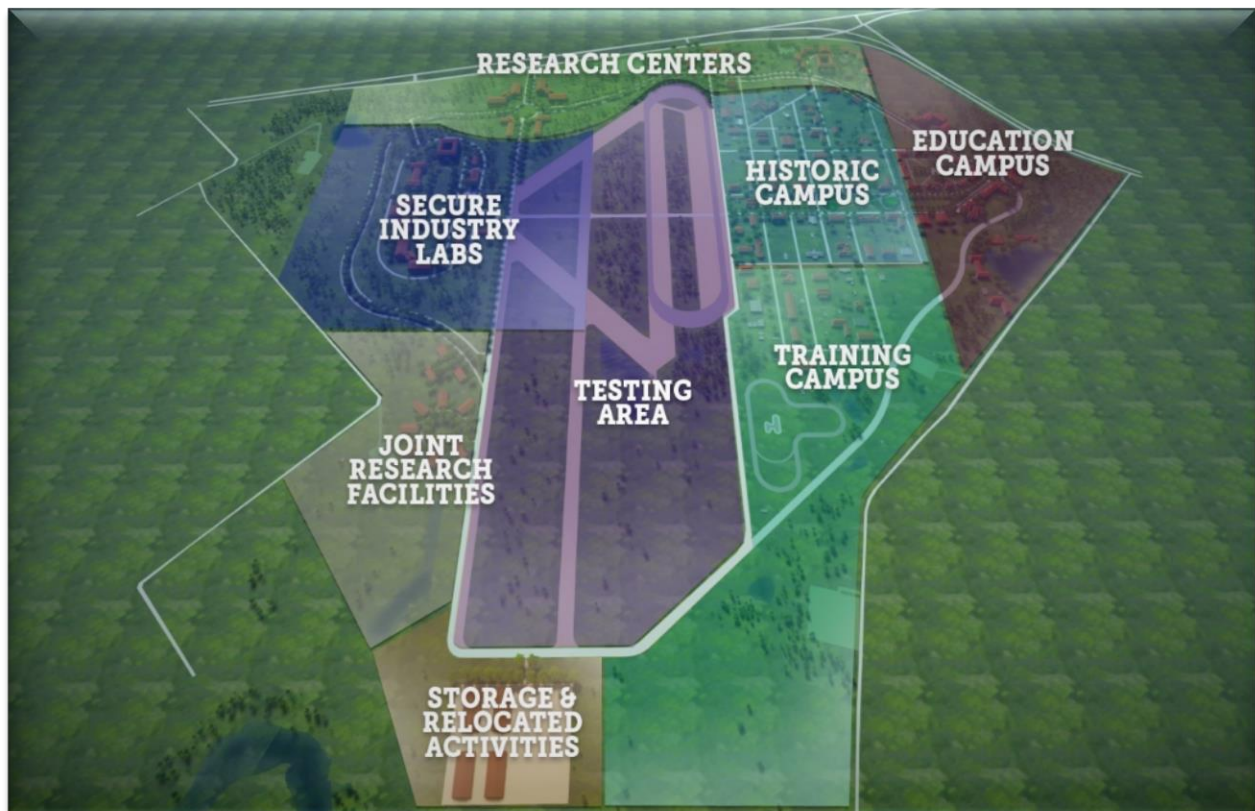 RESEARCH CENTERS
EDUCATION
CAMPUS
HISTORIC
CAMPUS
SECURE
INDUSTRY
LABS
TRAINING
CAMPUS
TESTING
AREA
JOINT
RESEARCH
FACILITIES
STORAGE &
RELOCATED
ACTIVITIES